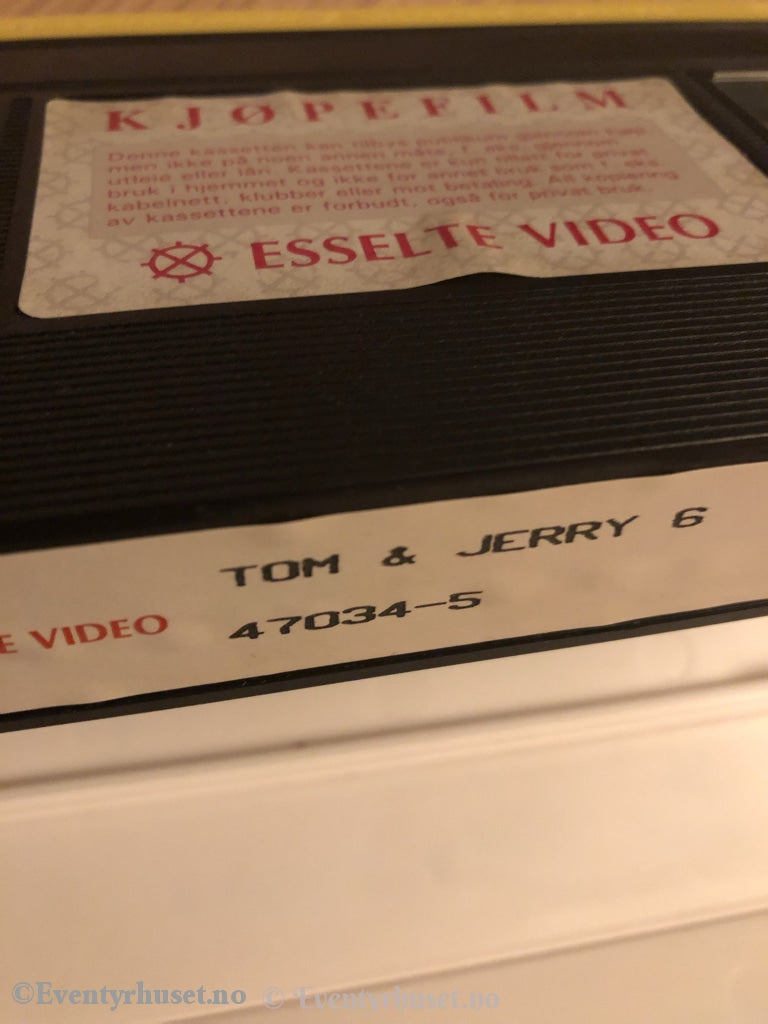 KJØPEFILM
Denne kassetten kan tilbys publikum gjennom kjøp
men ikke på noen annen måte, f. eks. gjennom
utleie eller lån. Kassettene er kun tillatt for privat
bruk i hjemmet og ikke for annet bruk som f. eks.
kabelnett, klubber eller mot betaling. All kopiering
av kassettene er forbudt, også for privat bruk.
ESSELTE VIDEO
TOM & JERRY 6
E VIDEO 47034-5
©Eventyrhuset.no © Eventyrhuset.no